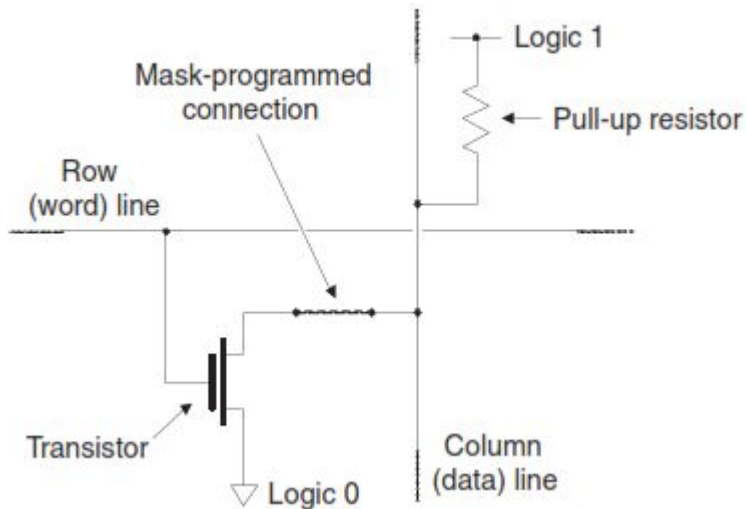 Logic 1
Mask-programmed
connection
Pull-up resistor
Row
(word) line
Transistor
Column
(data) line
Logic 0